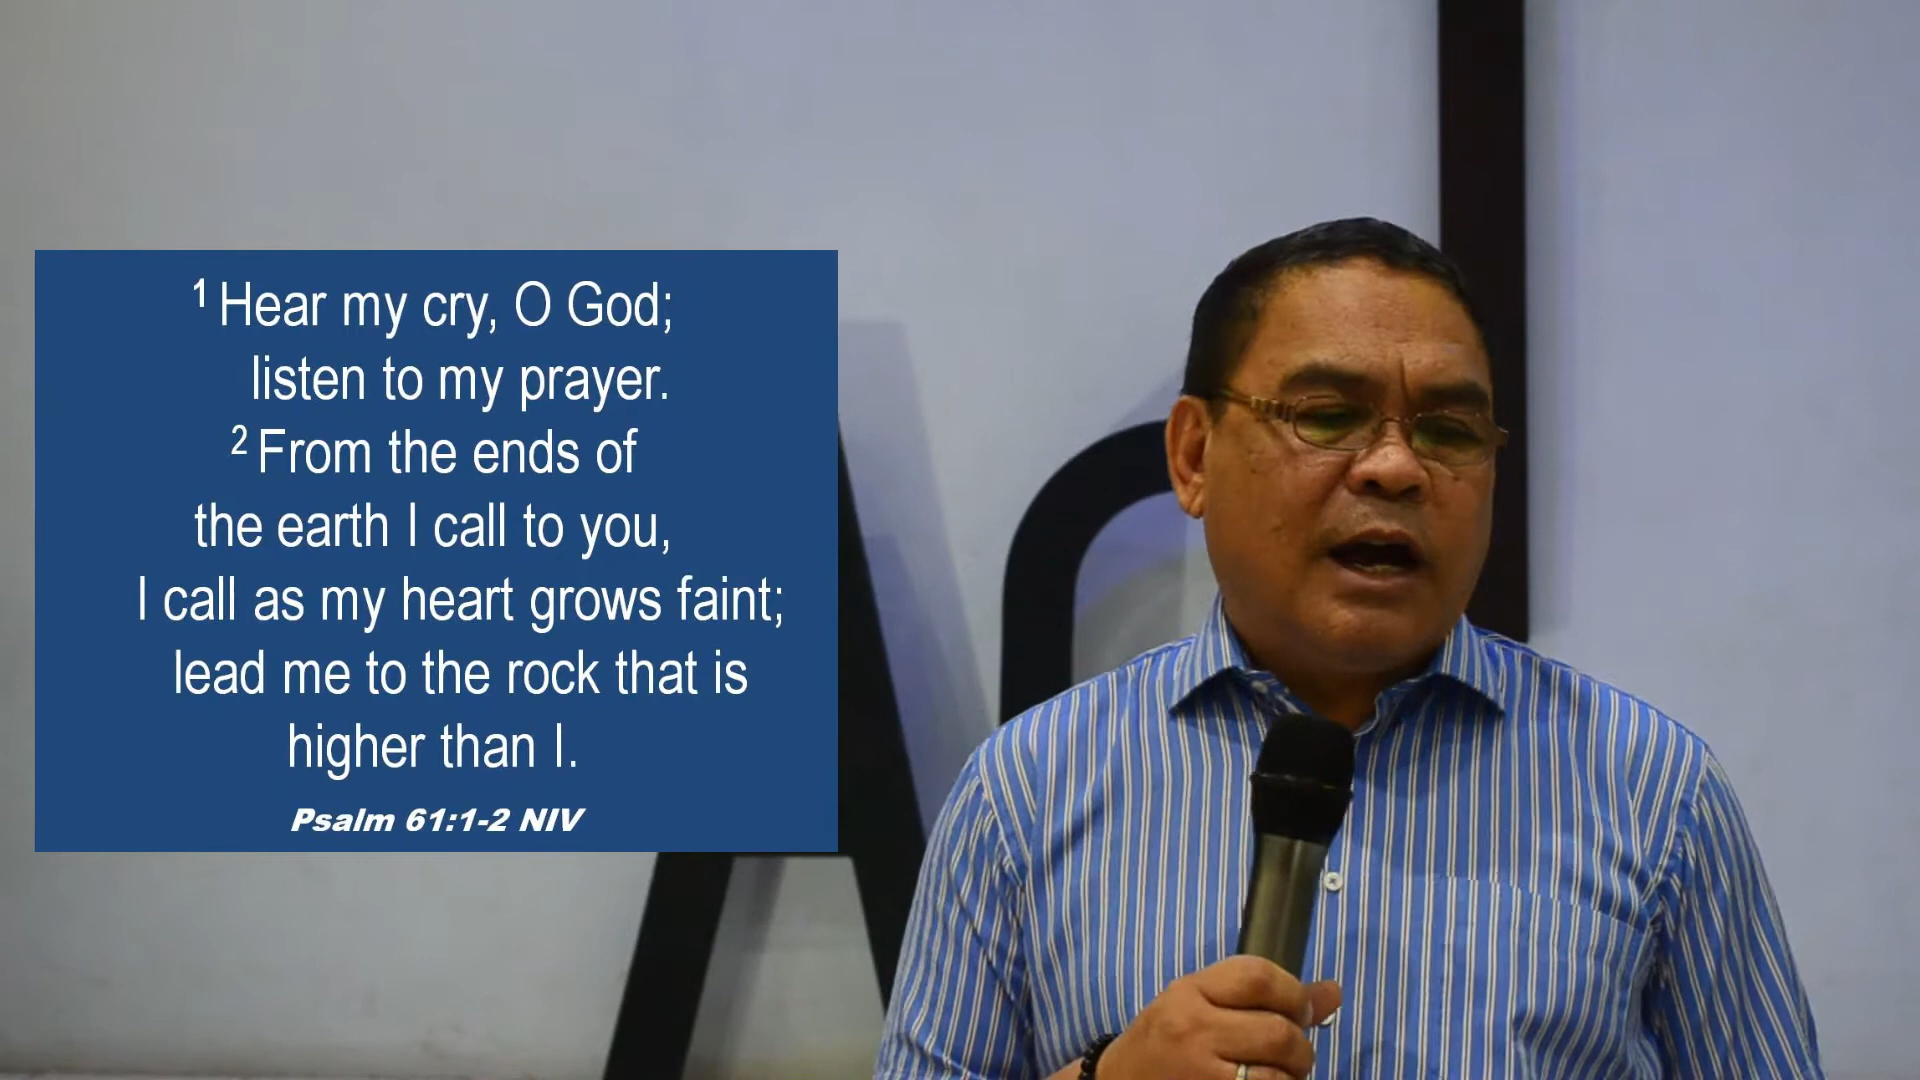 1 Hear my cry, O God;
listen to my prayer.
2 From the ends of
the earth I call to you,
I call as my heart grows faint;
lead me to the rock that is
higher than I.
Psalm 61:1-2 NIV